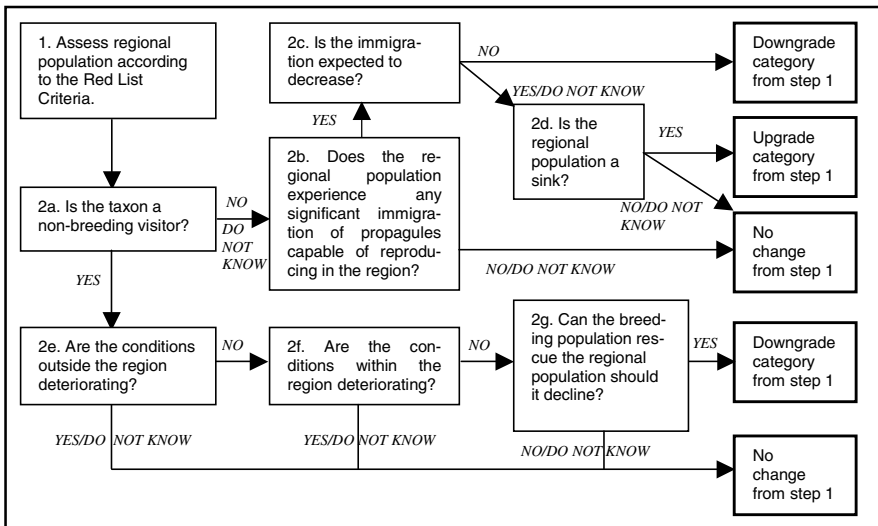 1. Assess regional
population according
to the Red List
Criteria.
2c. Is the immigra-
tion expected to
decrease?
NO
Downgrade
category
from step 1
YES/DO NOT KNOW
YES
2d. Is the
regional
population a
sink?
YES
Upgrade
category
from step 1
2a. Is the taxon a
non-breeding visitor?
NO
DO
NOT
KNOW
2b. Does the re-
gional population
experience any
significant immigra-
tion of propagules
capable of reprodu-
cing in the region?
NO/DO NOT
KNOW
NO/DO NOT KNOW
No
change
from step 1
YES
2e. Are the conditions
outside the region
deteriorating?
NO
2f. Are the con-
ditions within the
region deteriorating?
NO
2g. Can the breed-
ing population res-
cue the regional
population should
it decline?
YES
Downgrade
category
from step 1
YES/DO NOT KNOW
YES/DO NOT KNOW
NO/DO NOT KNOW
No
change
from step 1